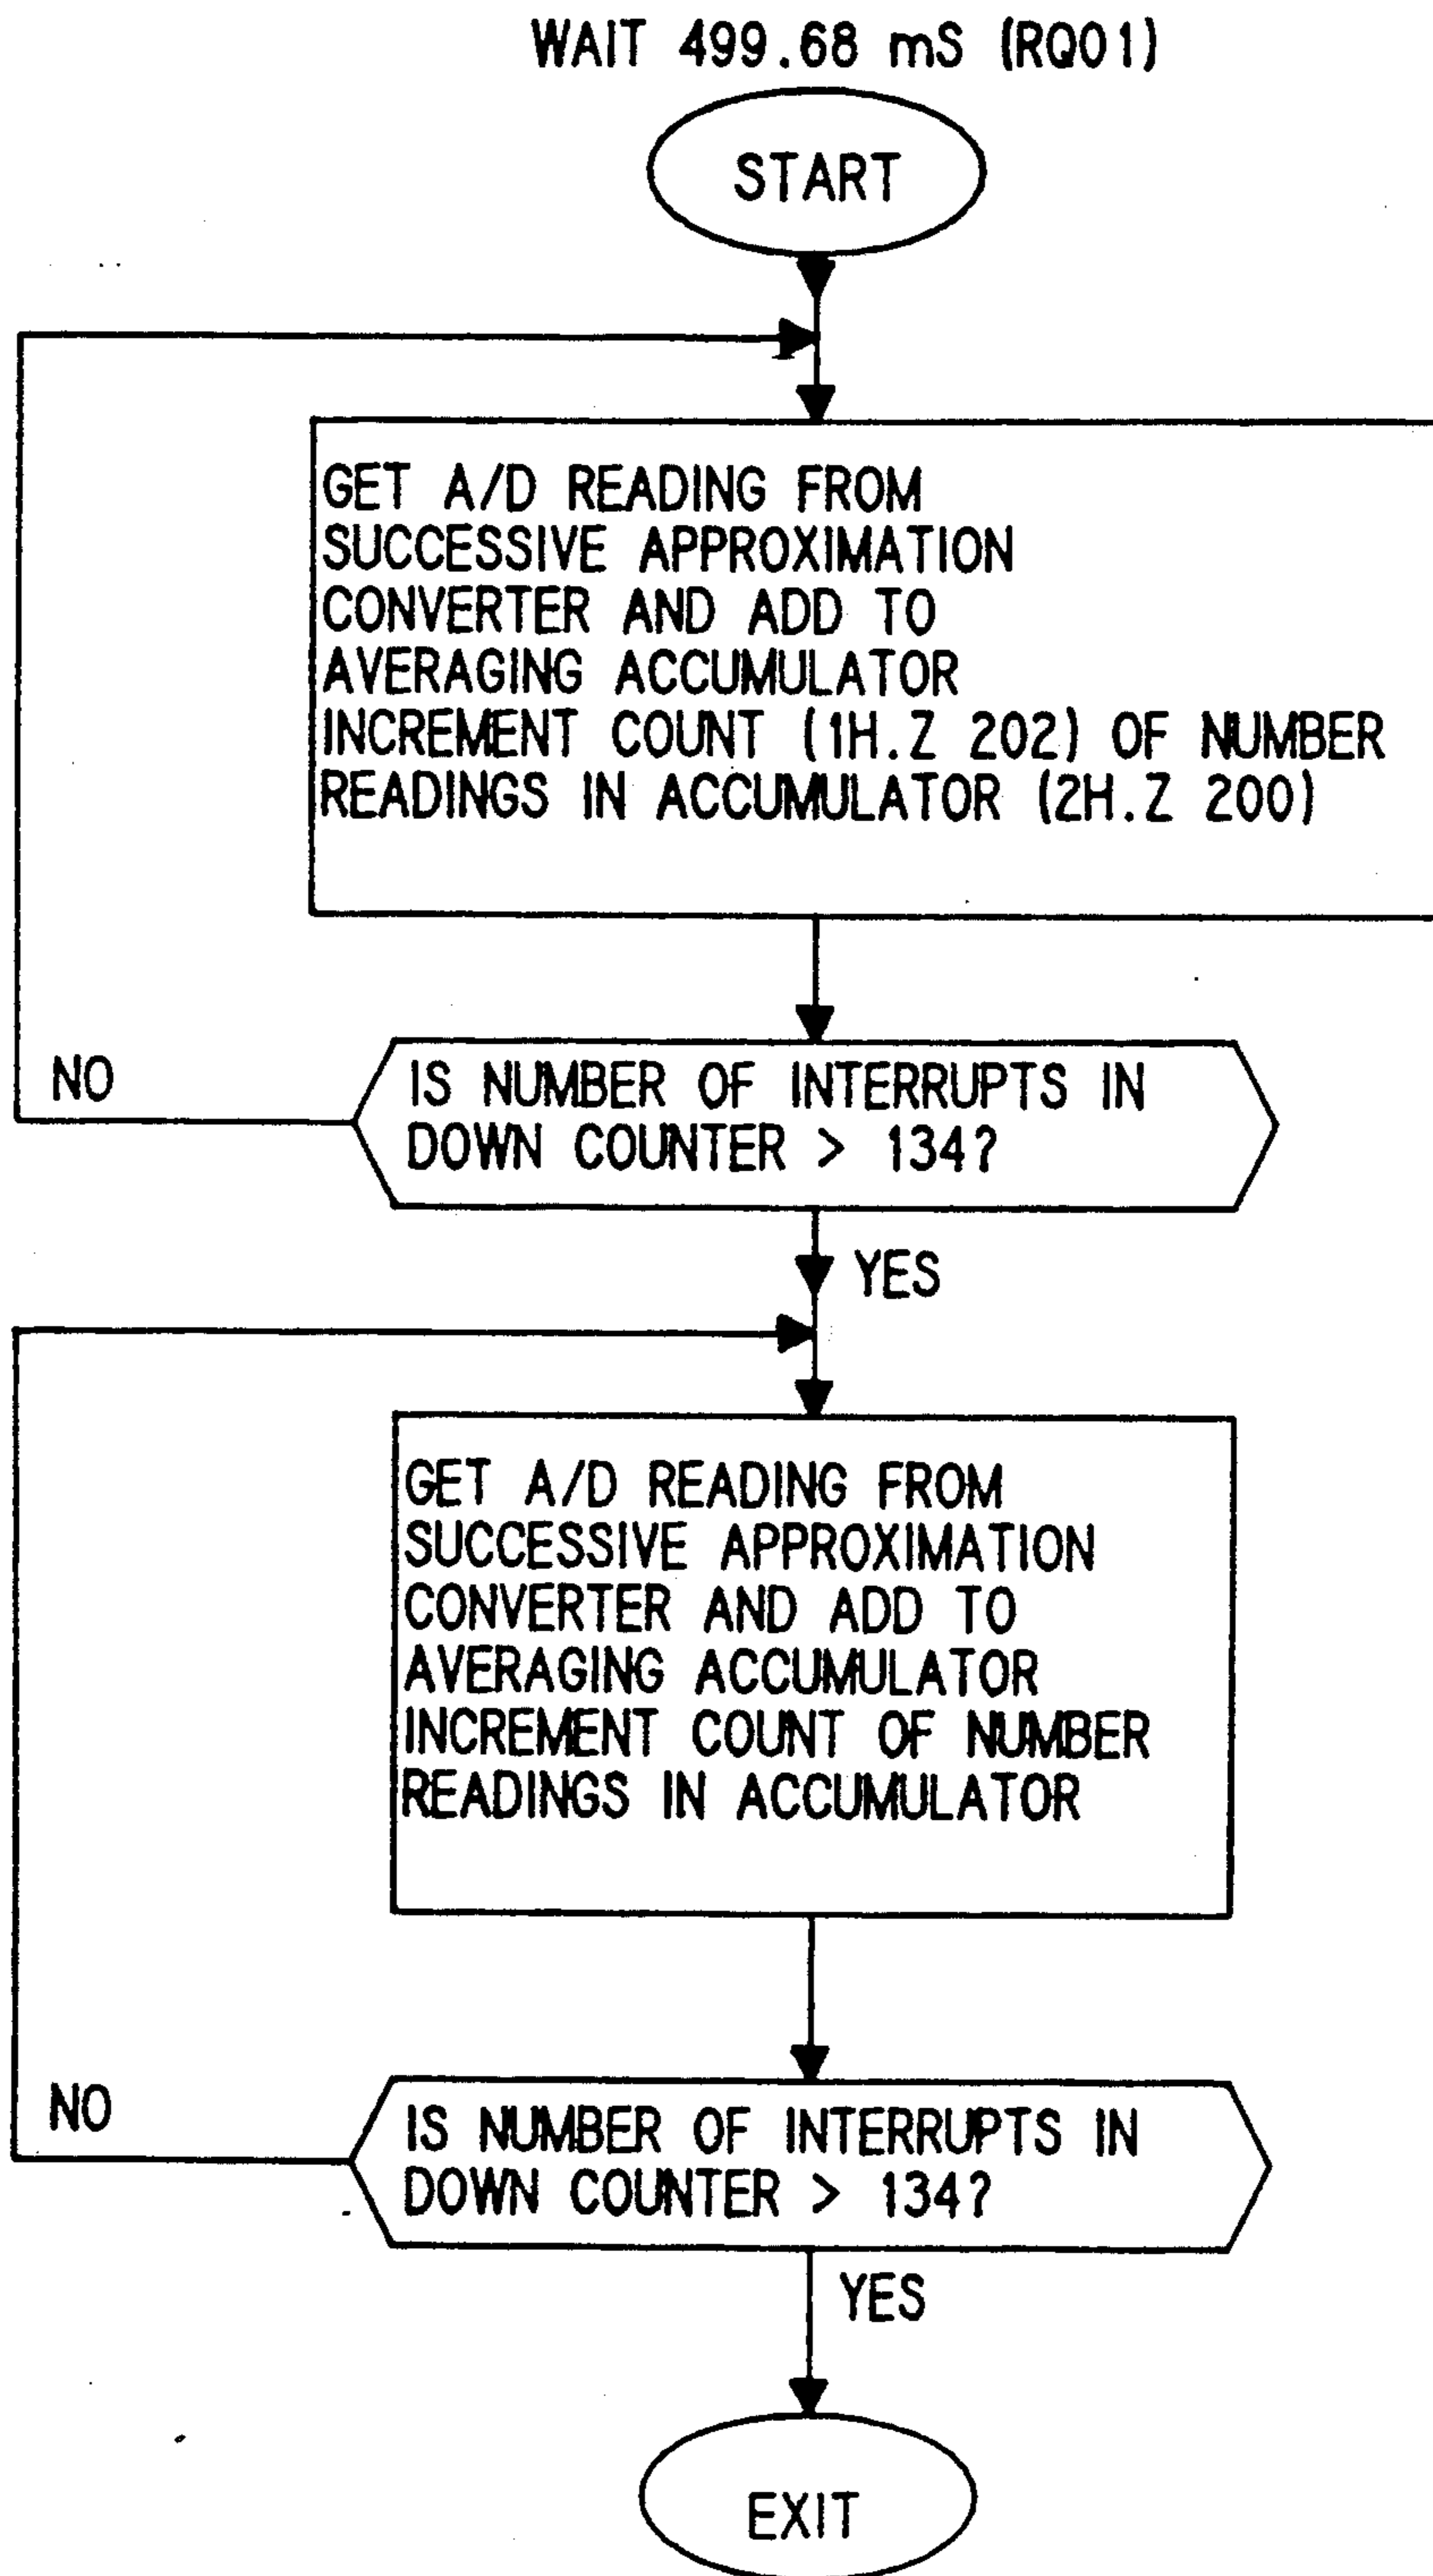 WAIT 499.68 mS (RQ01)
START
GET A/D READING FROM
SUCCESSIVE APPROXIMATION
CONVERTER AND ADD TO
AVERAGING ACCUMULATOR
INCREMENT COUNT (1H.Z 202) OF NUMBER
READINGS IN ACCUMULATOR (2H.Z 200)
NO
IS NUMBER OF INTERRUPTS IN
DOWN COUNTER > 134?
YES
GET A/D READING FROM
SUCCESSIVE APPROXIMATION
CONVERTER AND ADD TO
AVERAGING ACCUMULATOR
INCREMENT COUNT OF NUMBER
READINGS IN ACCUMULATOR
NO
IS NUMBER OF INTERRUPTS IN
DOWN COUNTER > 134?
YES
EXIT